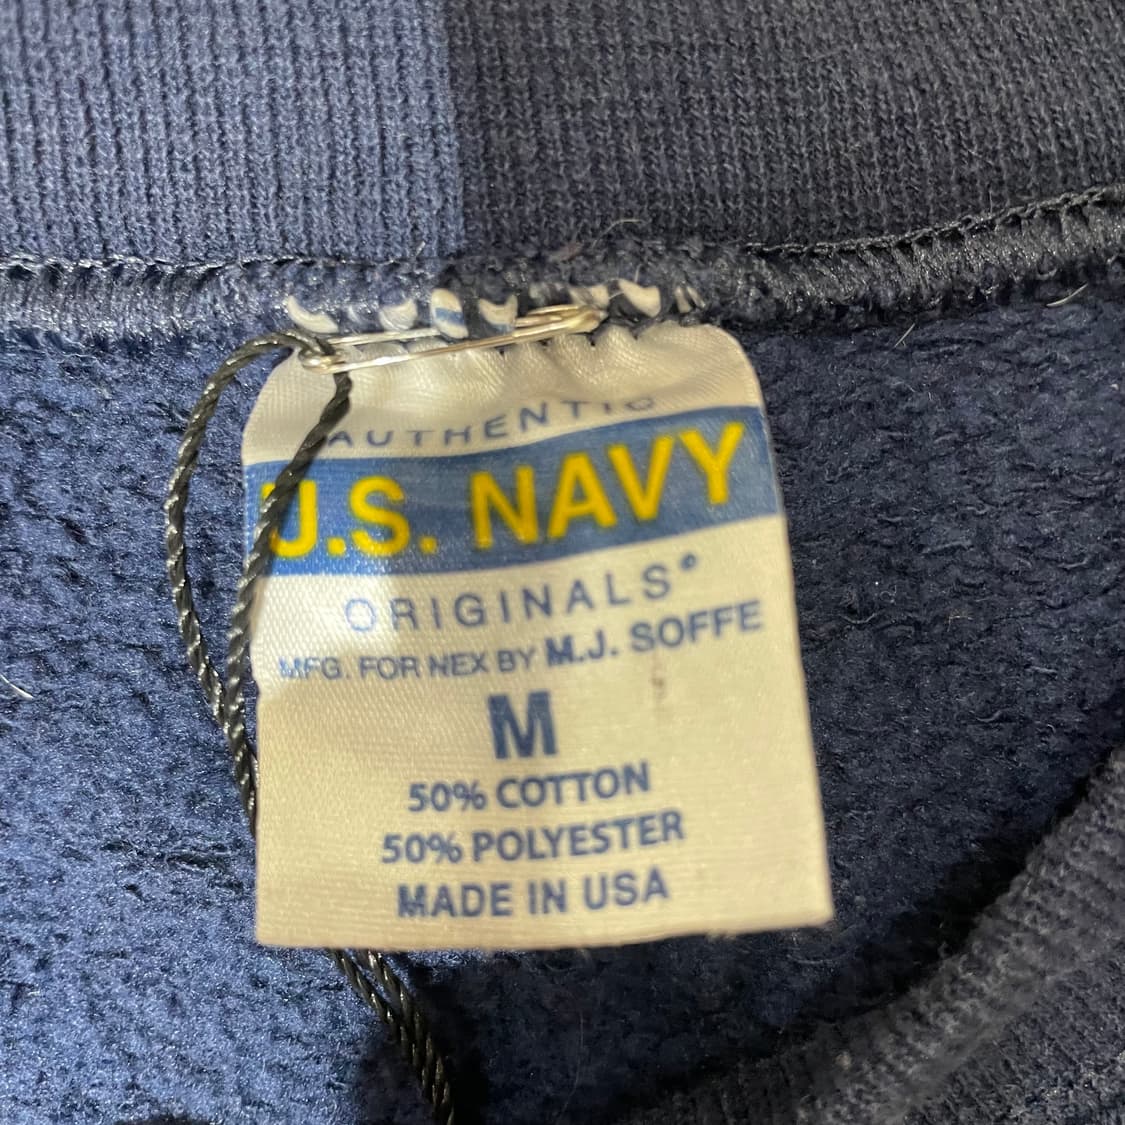 AUTHENTIC
U.S. NAVY
ORIGINALS®
MFG. FOR NEX BY M.J. SOFFE
M
50% COTTON
50% POLYESTER
MADE IN USA